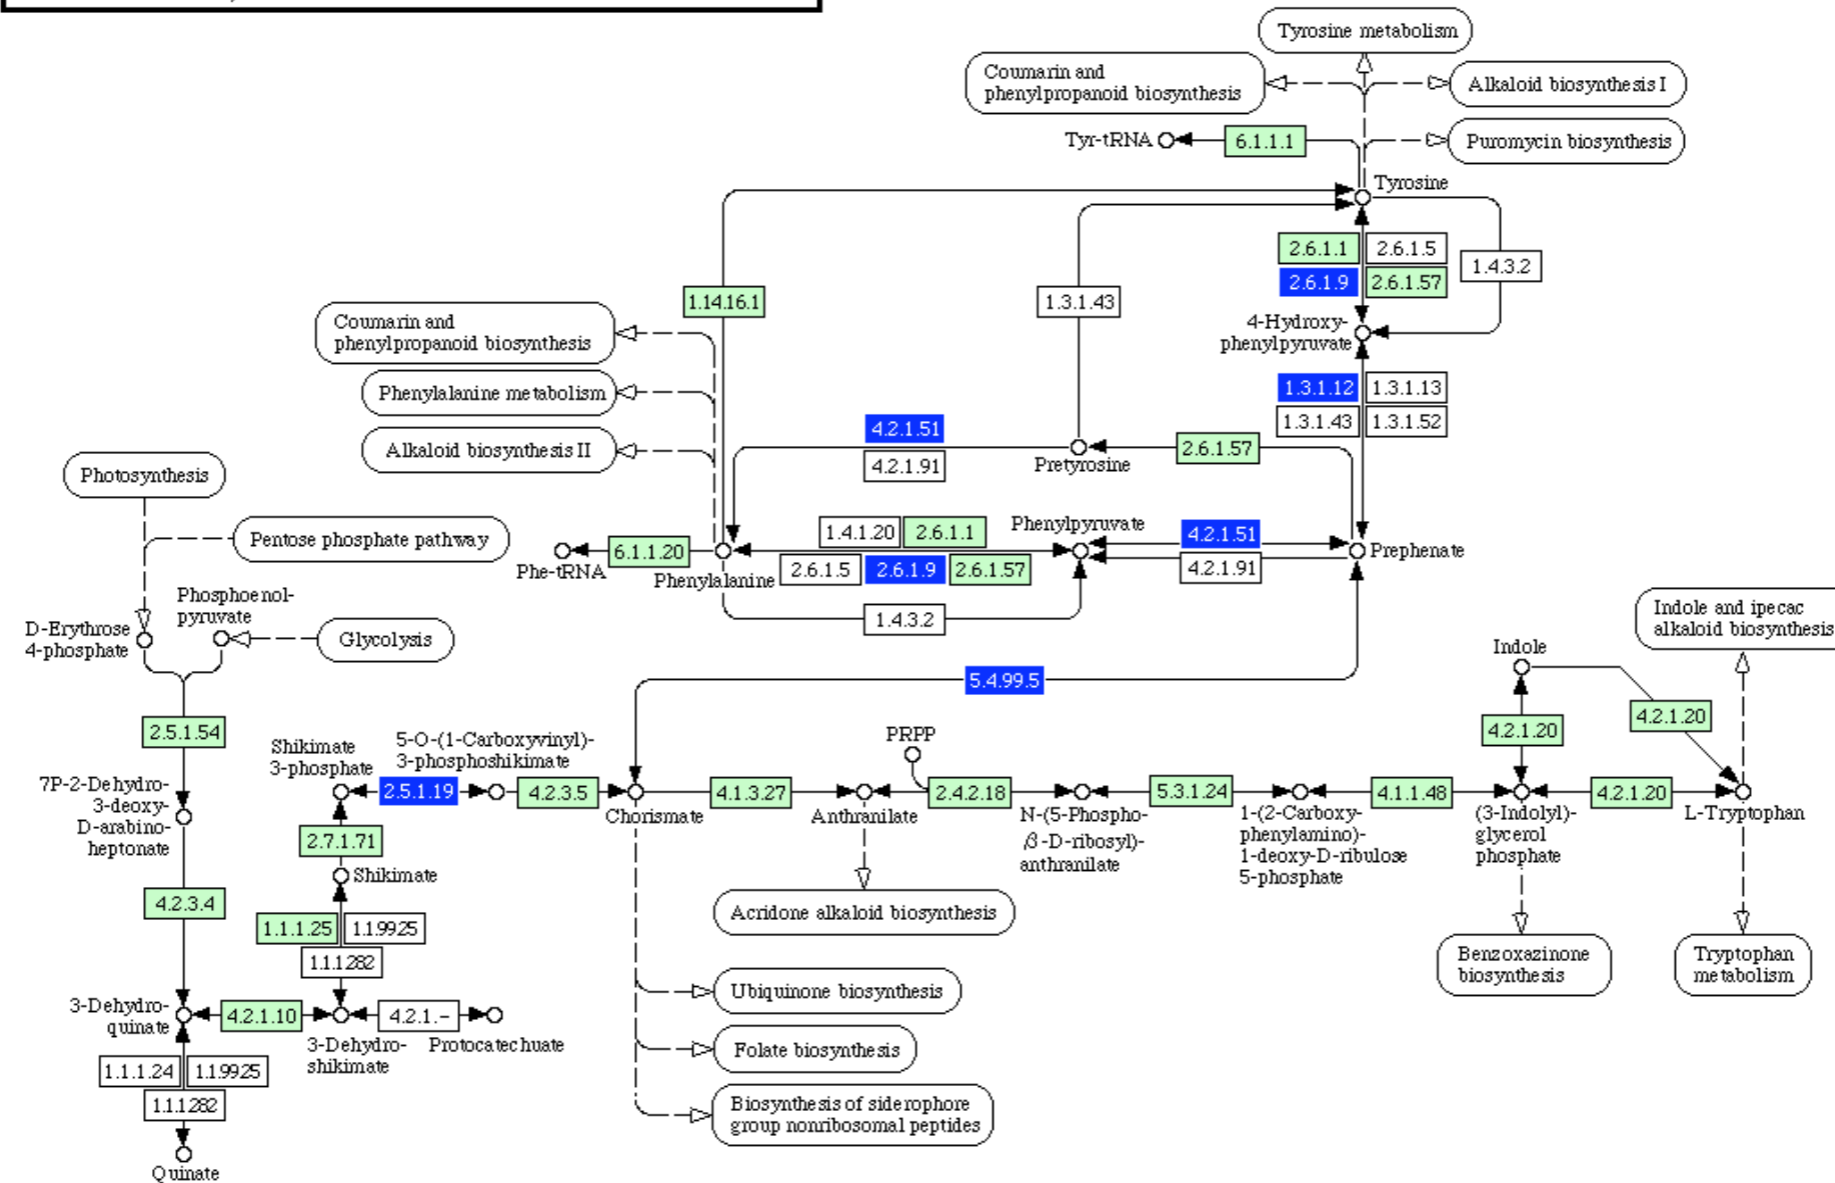 Tyrosine metabolism
Coumarin and
phenylpropanoid biosynthesis
Alkaloid biosynthesis I
Tyr-tRNA
6.1.1.1
Puromycin biosynthesis
Tyrosine
2.6.1.1
2.6.1.5
1.4.3.2
2.6.1.9
2.6.1.57
1.14.16.1
1.3.1.43
Coumarin and
phenylpropanoid biosynthesis
4-Hydroxy-
phenylpyruvate
Phenylalanine metabolism
1.3.1.12
1.3.1.13
1.3.1.43
1.3.1.52
Alkaloid biosynthesis II
4.2.1.51
4.2.1.91
Pretyrosine
2.6.1.57
Photosynthesis
Pentose phosphate pathway
Phe-tRNA
6.1.1.20
Phenylalanine
1.4.1.20
2.6.1.1
2.6.1.5
2.6.1.9
2.6.1.57
1.4.3.2
Phenylpyruvate
4.2.1.51
4.2.1.91
Prephenate
D-Erythrose
4-phosphate
Phosphoenol-
pyruvate
Glycolysis
5.4.99.5
Indole
Indole and ipecac
alkaloid biosynthesis
2.5.1.54
Shikimate
3-phosphate
5-O-(1-Carboxyvinyl)-
3-phosphoshikimate
PRPP
4.2.1.20
4.2.1.20
7P-2-Dehydro-
3-deoxy-
D-arabino-
heptonate
2.5.1.19
4.2.3.5
Chorismate
4.1.3.27
Anthranilate
2.4.2.18
N-(5-Phospho-
β-D-ribosyl)-
anthranilate
5.3.1.24
1-(2-Carboxy-
phenylamino)-
1-deoxy-D-ribulose
5-phosphate
4.1.1.48
(3-Indolyl)-
glycerol
phosphate
4.2.1.20
L-Tryptophan
2.7.1.71
Shikimate
4.2.3.4
1.1.1.25
1.1.99.25
1.1.1.282
Acridone alkaloid biosynthesis
Benzoxazinone
biosynthesis
Tryptophan
metabolism
Ubiquinone biosynthesis
3-Dehydro-
quinate
4.2.1.10
3-Dehydro-
shikimate
4.2.1.-
Protocatechuate
Folate biosynthesis
1.1.1.24
1.1.99.25
1.1.1.282
Biosynthesis of siderophore
group nonribosomal peptides
Quinate